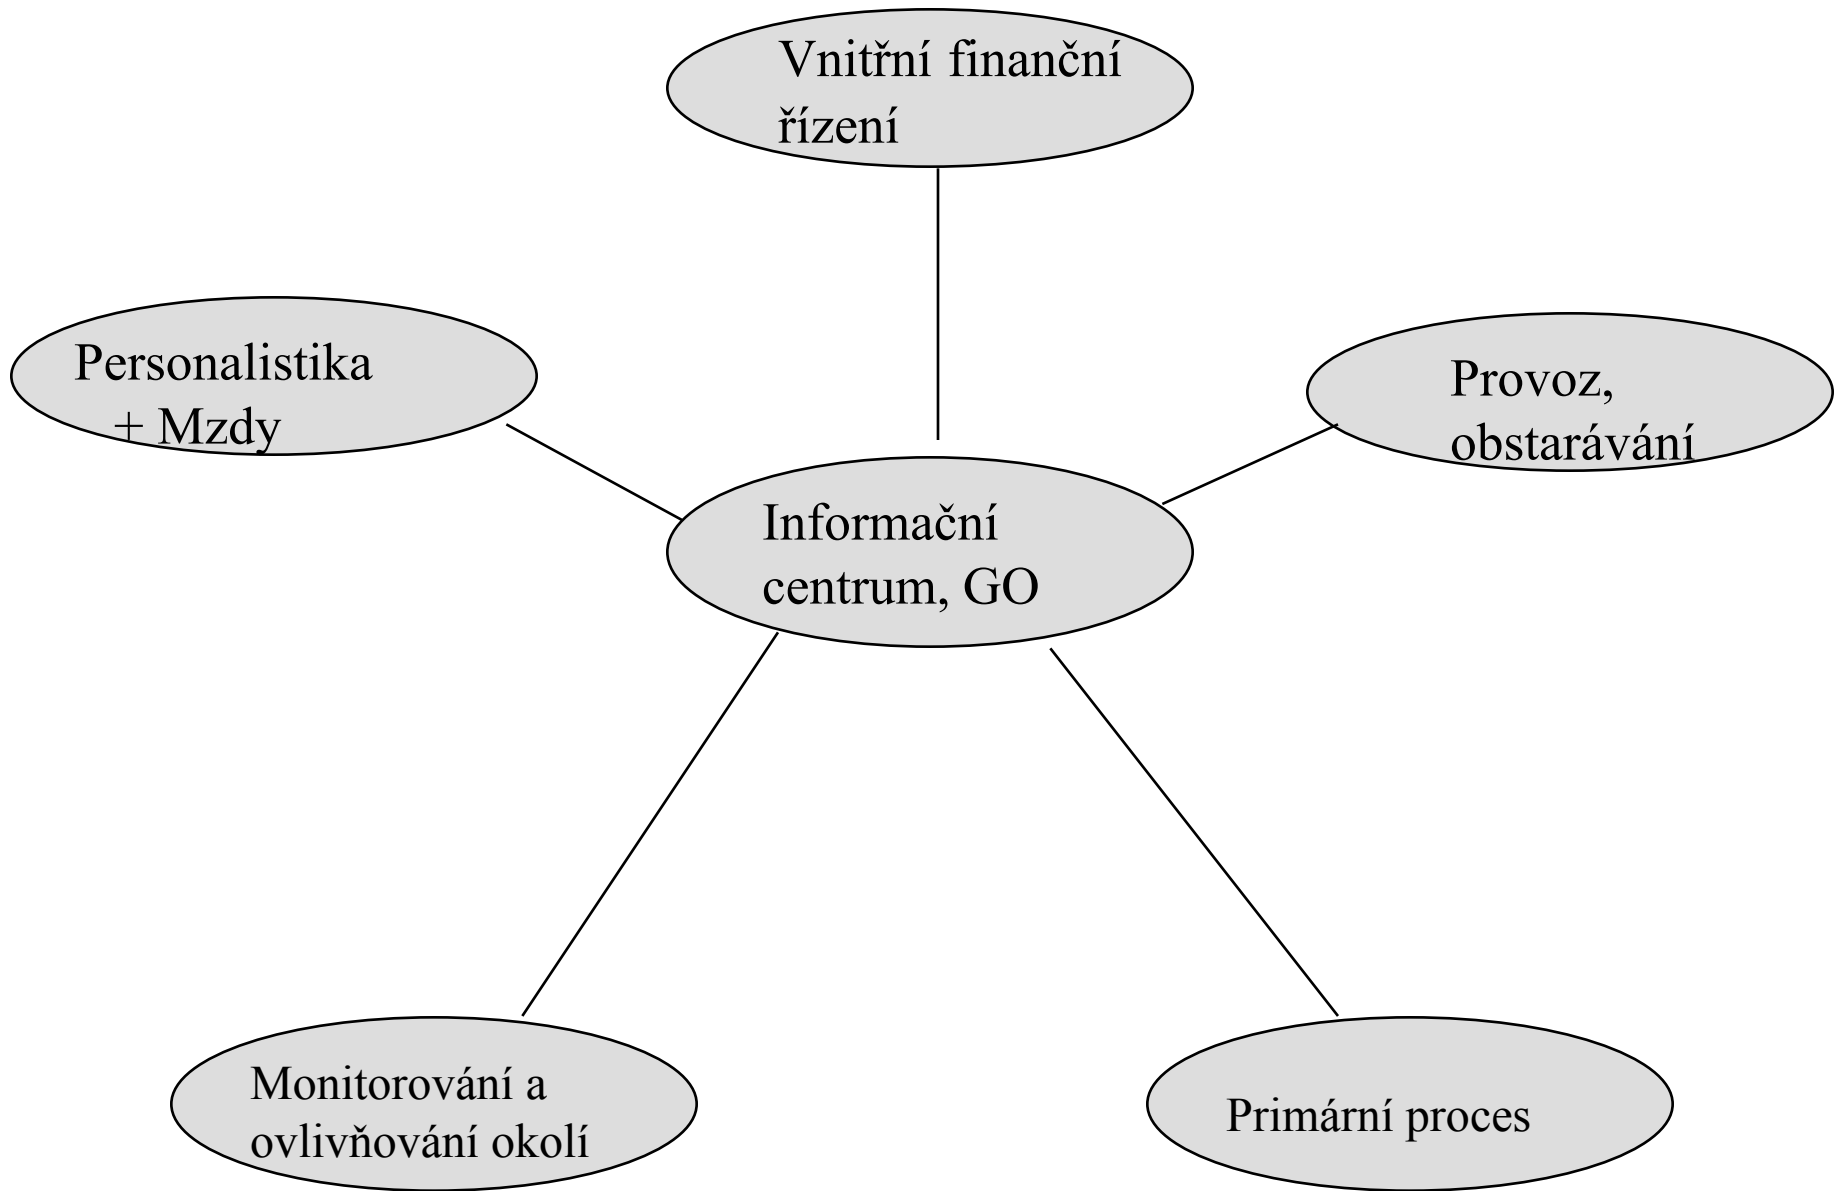 Vnitřní finanční
řízení
Personalistika
+ Mzdy
Provoz,
obstarávání
Informační
centrum, GO
Monitorování a
ovlivňování okolí
Primární proces